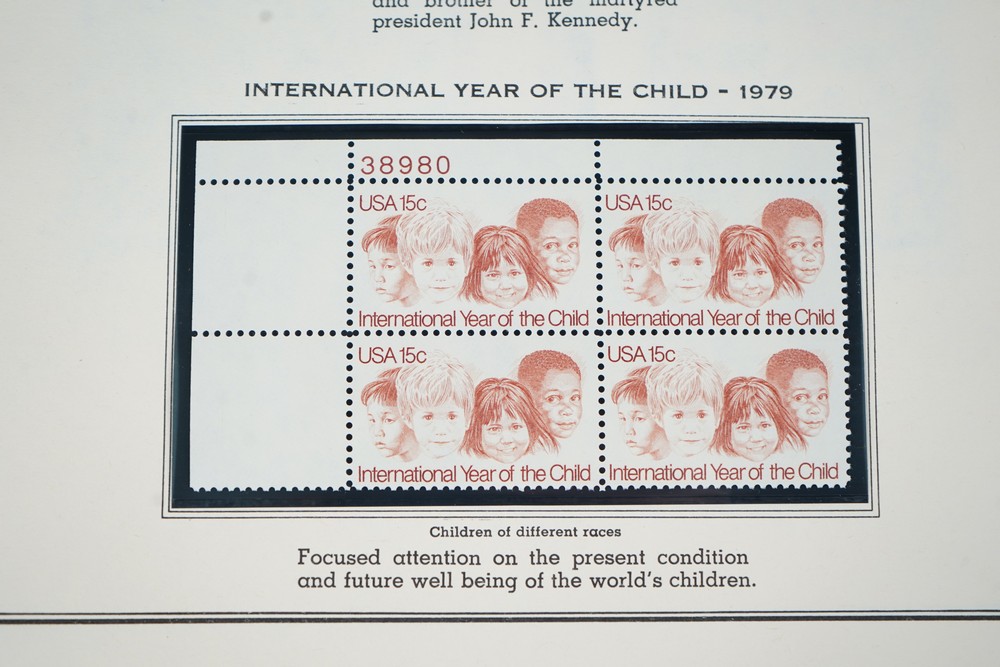 and brother of the martyred
president John F. Kennedy.
INTERNATIONAL YEAR OF THE CHILD - 1979
38980
USA 15c
USA 15c
International Year of the Child
International Year of the Child
USA 15c
USA 15c
International Year of the Child
International Year of the Child
Children of different races
Focused attention on the present condition
and future well being of the world's children.